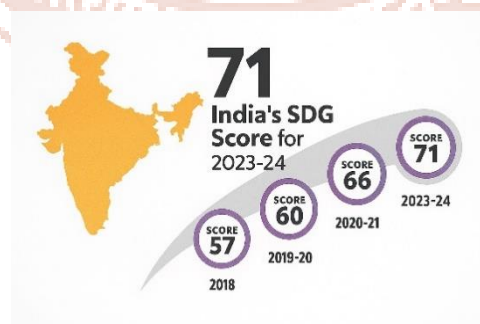 71
India's SDG
Score for
2023-24
SCORE
57
2018
SCORE
60
2019-20
SCORE
66
2020-21
SCORE
71
2023-24